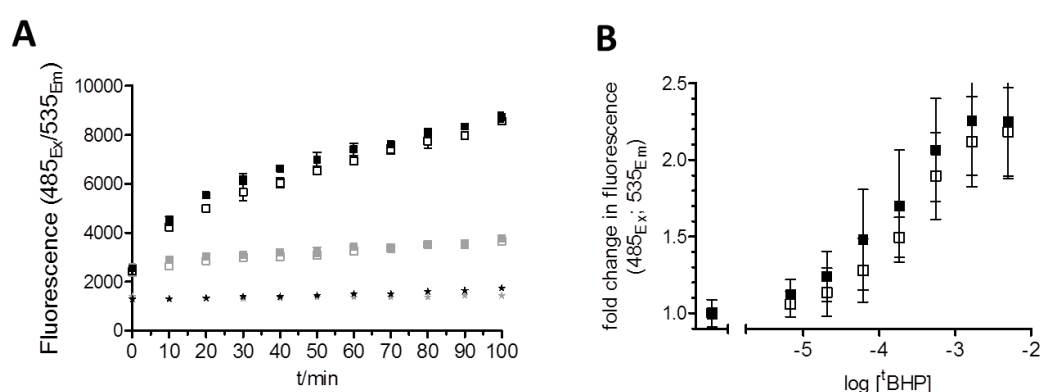 A
Fluorescence (485Ex/535Em)
10000
8000
6000
4000
2000
0
0 10 20 30 40 50 60 70 80 90 100
t/min
B
fold change in fluorescence
(485Ex; 535Em)
2.5
2.0
1.5
1.0
-5 -4 -3 -2
log [tBHP]